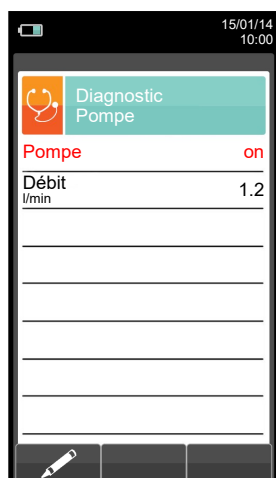 15/01/14
10:00
Diagnostic
Pompe
Pompe on
Débit 1.2
l/min